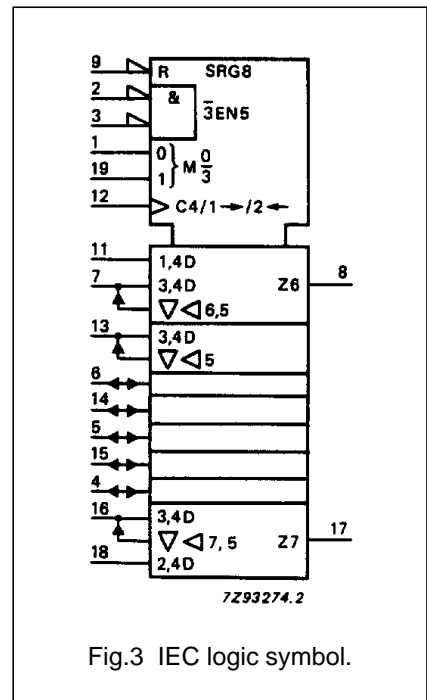 9 R SRG8
2 &
3 3̅EN5
1 0
} M 0/3
19 1
12 C4/1→/2←
11 1,4D
7 3,4D Z6 8
▽ ◁ 6,5
13 3,4D
▽ ◁ 5
6
14
5
15
4
16 3,4D
▽ ◁ 7,5 Z7 17
18 2,4D
7Z93274.2
Fig.3 IEC logic symbol.